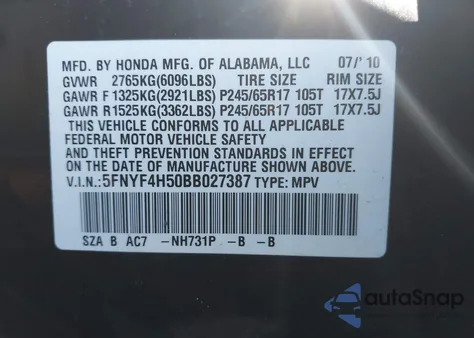 MFD. BY HONDA MFG. OF ALABAMA, LLC 07/'10
GVWR 2765KG(6096LBS) TIRE SIZE RIM SIZE
GAWR F 1325KG(2921LBS) P245/65R17 105T 17X7.5J
GAWR R 1525KG(3362LBS) P245/65R17 105T 17X7.5J
THIS VEHICLE CONFORMS TO ALL APPLICABLE
FEDERAL MOTOR VEHICLE SAFETY
AND THEFT PREVENTION STANDARDS IN EFFECT
ON THE DATE OF MANUFACTURE SHOWN ABOVE.
V.I.N.: 5FNYF4H50BB027387 TYPE: MPV
SZA B AC7 -NH731P -B -B
autoSnap